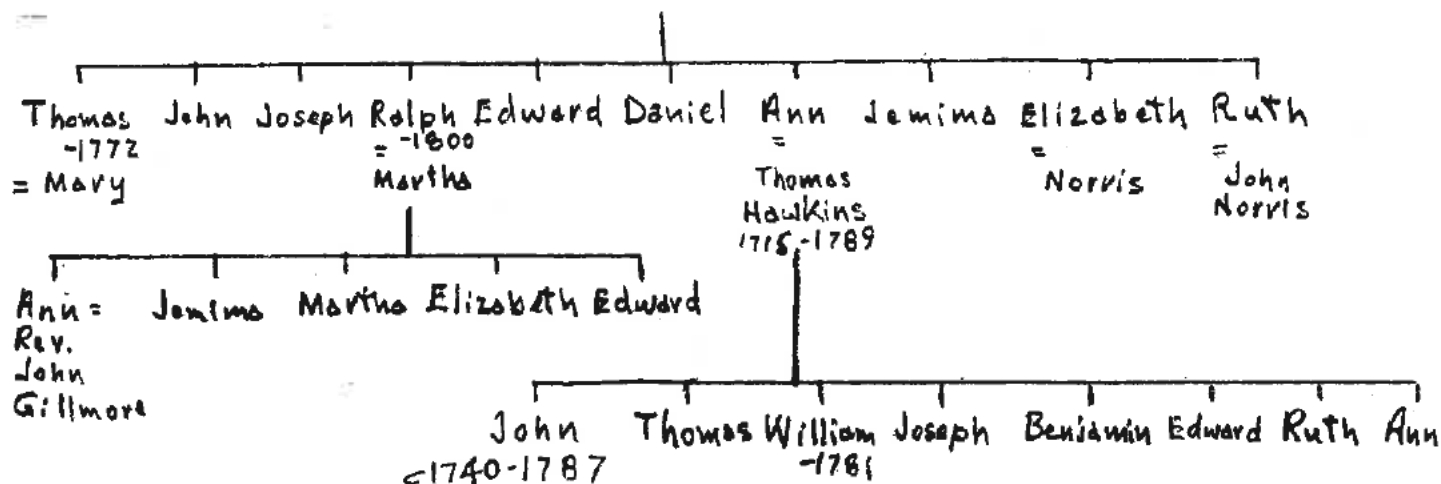 Thomas John Joseph Ralph Edward Daniel Ann Jemima Elizabeth Ruth
-1772 = -1800 = = =
= Mary Martha Thomas Norris John
Hawkins Norris
1715-1789
Ann = Jemima Martha Elizabeth Edward
Rev.
John
Gillmore
John Thomas William Joseph Benjamin Edward Ruth Ann
<1740-1787 -1781